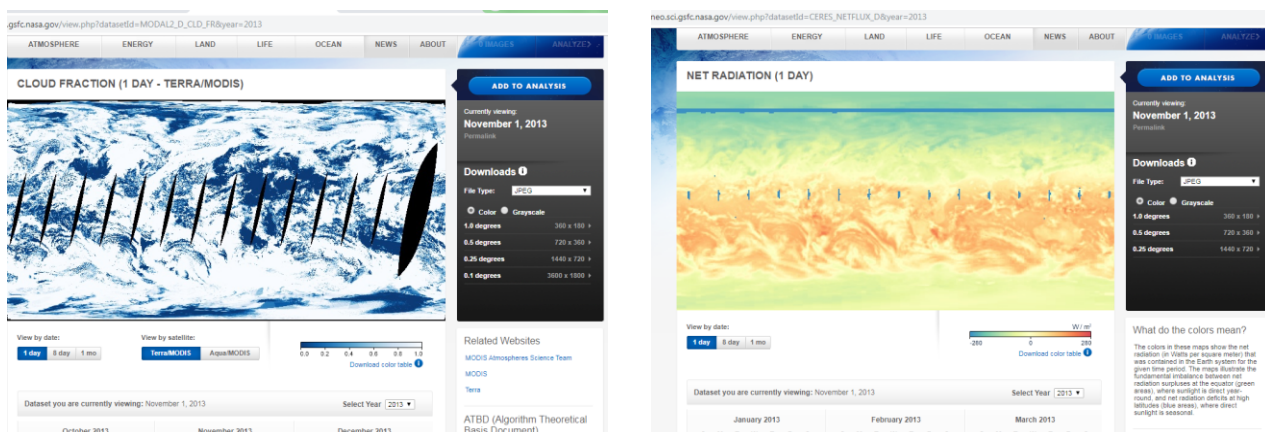 .gsfc.nasa.gov/view.php?datasetId=MODAL2_D_CLD_FR&year=2013
ATMOSPHERE ENERGY LAND LIFE OCEAN NEWS ABOUT 0 IMAGES ANALYZE
CLOUD FRACTION (1 DAY - TERRA/MODIS)
ADD TO ANALYSIS
Currently viewing:
November 1, 2013
Permalink
Downloads
File Type: JPEG
Color Grayscale
1.0 degrees 360 x 180
0.5 degrees 720 x 360
0.25 degrees 1440 x 720
0.1 degrees 3600 x 1800
View by date:
1 day 8 day 1 mo
View by satellite:
Terra/MODIS Aqua/MODIS
0.0 0.2 0.4 0.6 0.8 1.0
Download color table
Related Websites
MODIS Atmospheres Science Team
MODIS
Terra
Dataset you are currently viewing: November 1, 2013
Select Year 2013
ATBD (Algorithm Theoretical
Basis Document)
October 2013 November 2013 December 2013
neo.sci.gsfc.nasa.gov/view.php?datasetId=CERES_NETFLUX_D&year=2013
ATMOSPHERE ENERGY LAND LIFE OCEAN NEWS ABOUT 0 IMAGES ANALYZE
NET RADIATION (1 DAY)
ADD TO ANALYSIS
Currently viewing:
November 1, 2013
Permalink
Downloads
File Type: JPEG
Color Grayscale
1.0 degrees 360 x 180
0.5 degrees 720 x 360
0.25 degrees 1440 x 720
View by date:
1 day 8 day 1 mo
W / m²
-280 0 280
Download color table
What do the colors mean?
The colors in these maps show the net
radiation (in Watts per square meter) that
was contained in the Earth system for the
given time period. The maps illustrate the
fundamental imbalance between net
radiation surpluses at the equator (green
areas), where sunlight is direct year-
round, and net radiation deficits at high
latitudes (blue areas), where direct
sunlight is seasonal.
Dataset you are currently viewing: November 1, 2013
Select Year 2013
January 2013 February 2013 March 2013